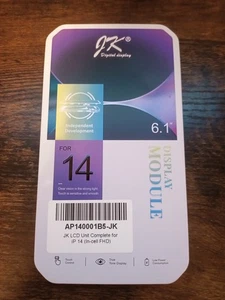 JK®
Digital display
Independent
Development
6.1"
FOR
14
DISPLAY
MODULE
AP140001B5-JK
JK LCD Unit Complete for
iP 14 (In-cell FHD)